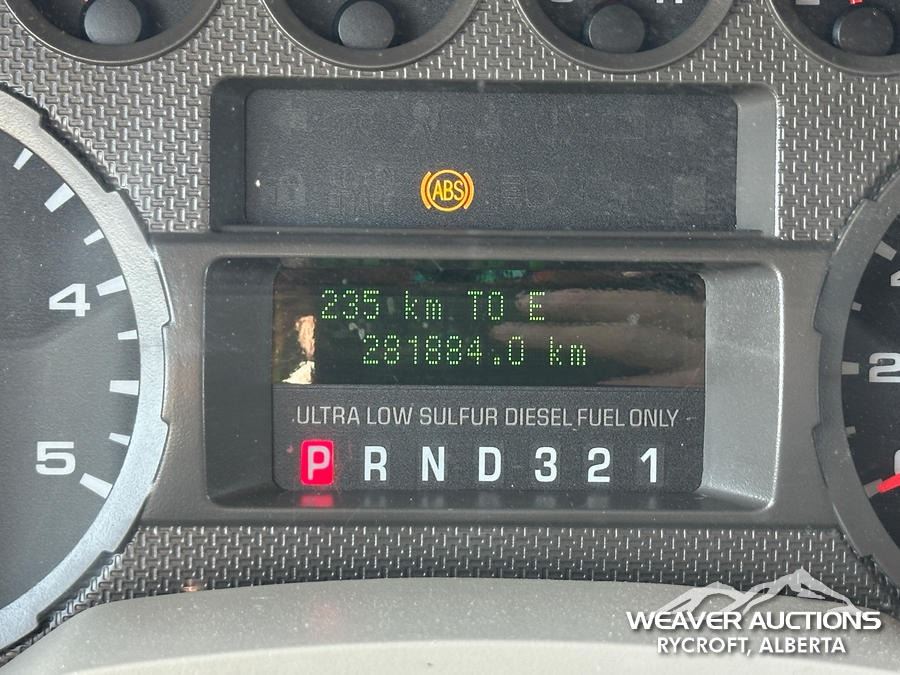 ABS
235 km TO E
281884.0 km
ULTRA LOW SULFUR DIESEL FUEL ONLY
P R N D 3 2 1
4
5
4
2
WEAVER AUCTIONS
RYCROFT, ALBERTA